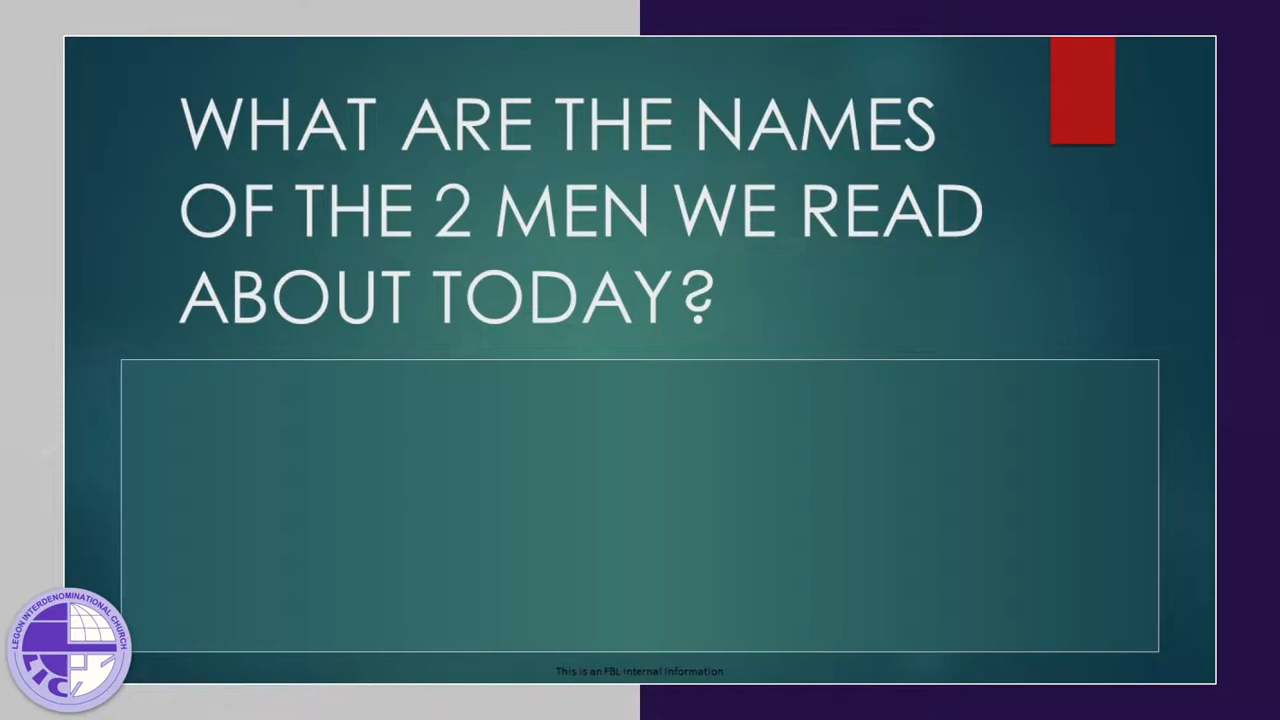 WHAT ARE THE NAMES
OF THE 2 MEN WE READ
ABOUT TODAY?
LEGON INTERDENOMINATIONAL CHURCH
LIC
This is an FBL Internal Information